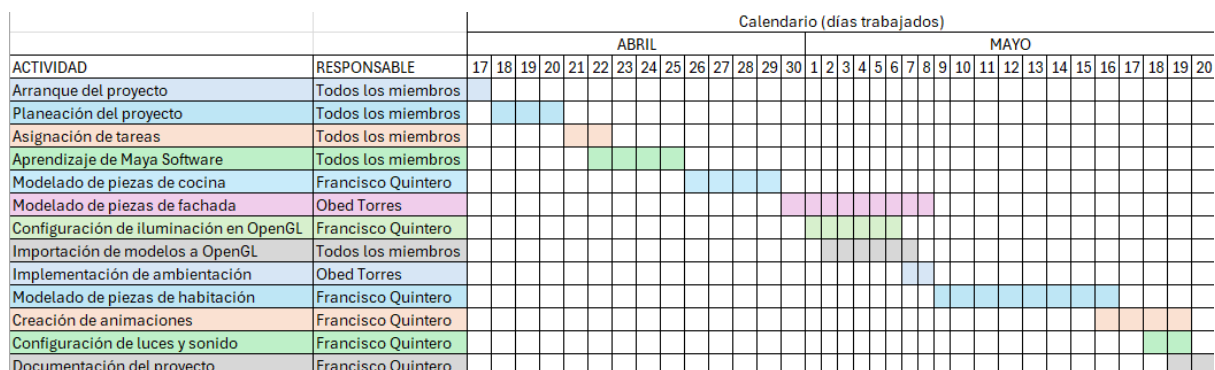 Calendario (días trabajados)
ABRIL MAYO
ACTIVIDAD RESPONSABLE 17 18 19 20 21 22 23 24 25 26 27 28 29 30 1 2 3 4 5 6 7 8 9 10 11 12 13 14 15 16 17 18 19 20
Arranque del proyecto Todos los miembros
Planeación del proyecto Todos los miembros
Asignación de tareas Todos los miembros
Aprendizaje de Maya Software Todos los miembros
Modelado de piezas de cocina Francisco Quintero
Modelado de piezas de fachada Obed Torres
Configuración de iluminación en OpenGL Francisco Quintero
Importación de modelos a OpenGL Todos los miembros
Implementación de ambientación Obed Torres
Modelado de piezas de habitación Francisco Quintero
Creación de animaciones Francisco Quintero
Configuración de luces y sonido Francisco Quintero
Documentación del proyecto Francisco Quintero